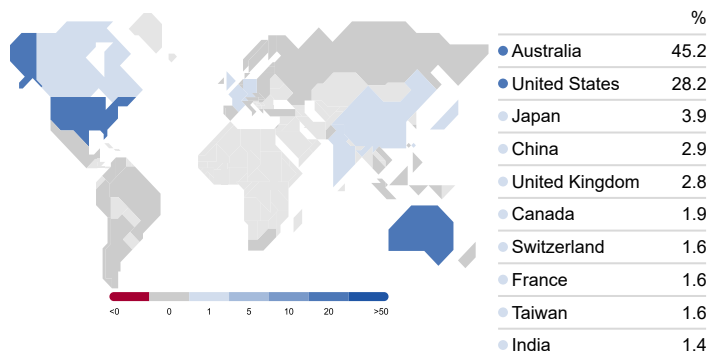 %
Australia 45.2
United States 28.2
Japan 3.9
China 2.9
United Kingdom 2.8
Canada 1.9
Switzerland 1.6
France 1.6
Taiwan 1.6
India 1.4
<0 0 1 5 10 20 >50